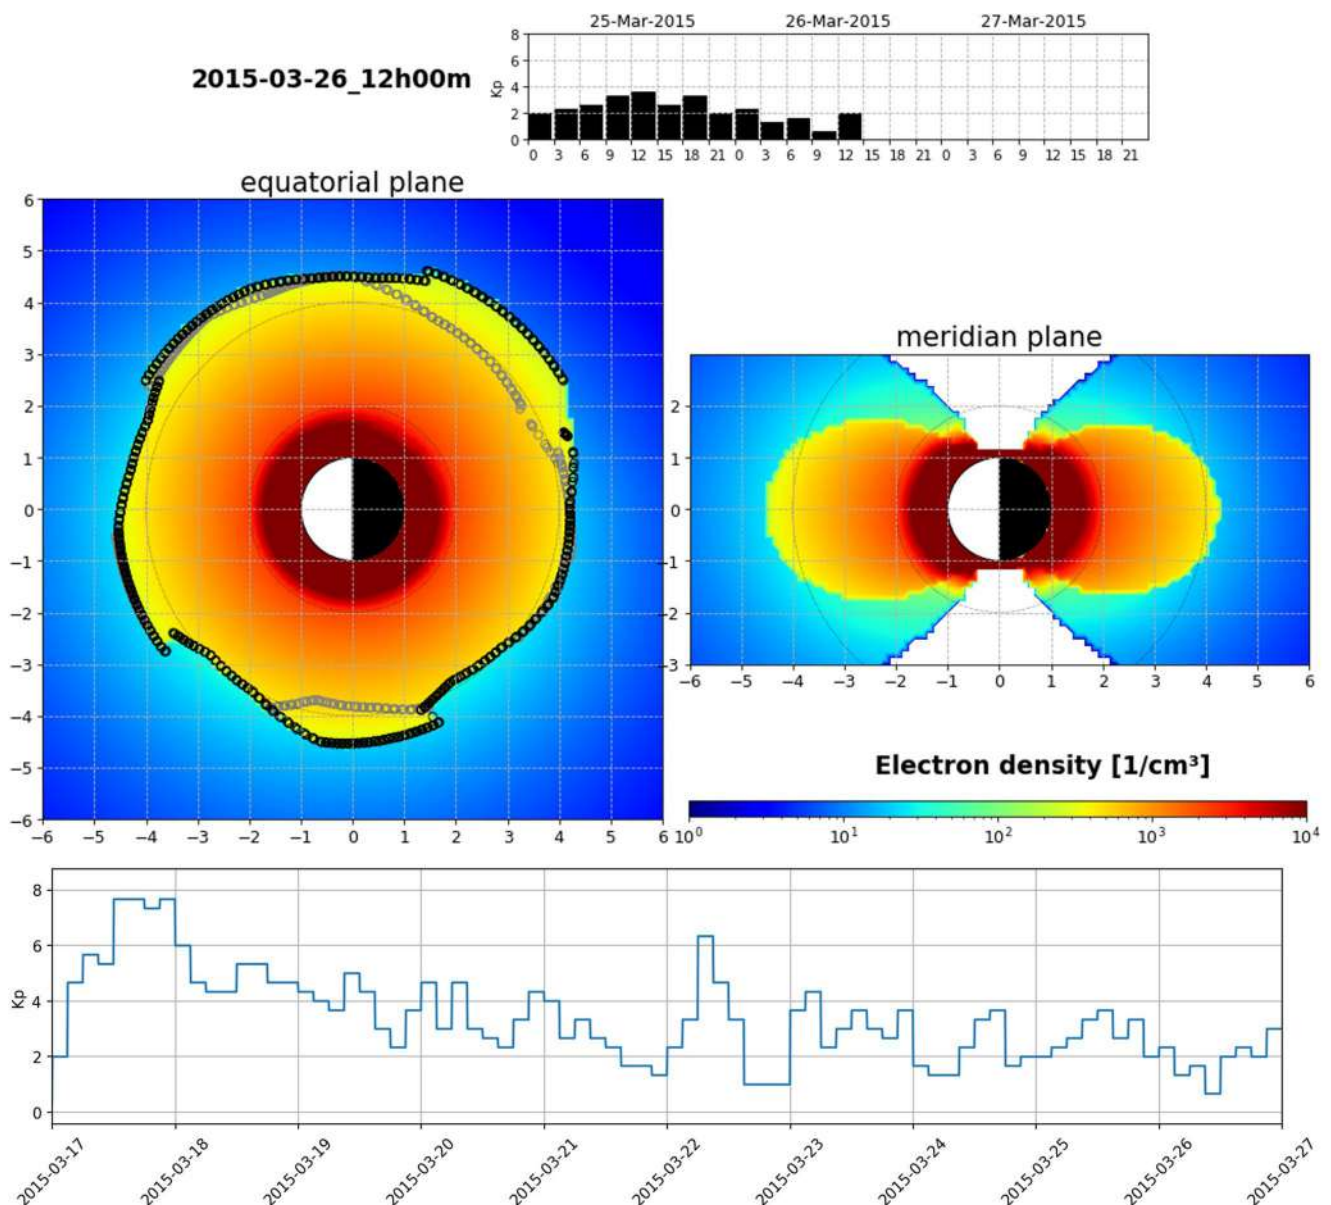 25-Mar-2015 26-Mar-2015 27-Mar-2015
2015-03-26_12h00m
Kp
8
6
4
2
0
0 3 6 9 12 15 18 21 0 3 6 9 12 15 18 21 0 3 6 9 12 15 18 21
equatorial plane
6
5
4
3
2
1
0
−1
−2
−3
−4
−5
−6
−6 −5 −4 −3 −2 −1 0 1 2 3 4 5 6
meridian plane
2
1
0
−1
−2
−3
−6 −5 −4 −3 −2 −1 0 1 2 3 4 5 6
Electron density [1/cm³]
10⁰ 10¹ 10² 10³ 10⁴
Kp
8
6
4
2
0
2015-03-17 2015-03-18 2015-03-19 2015-03-20 2015-03-21 2015-03-22 2015-03-23 2015-03-24 2015-03-25 2015-03-26 2015-03-27